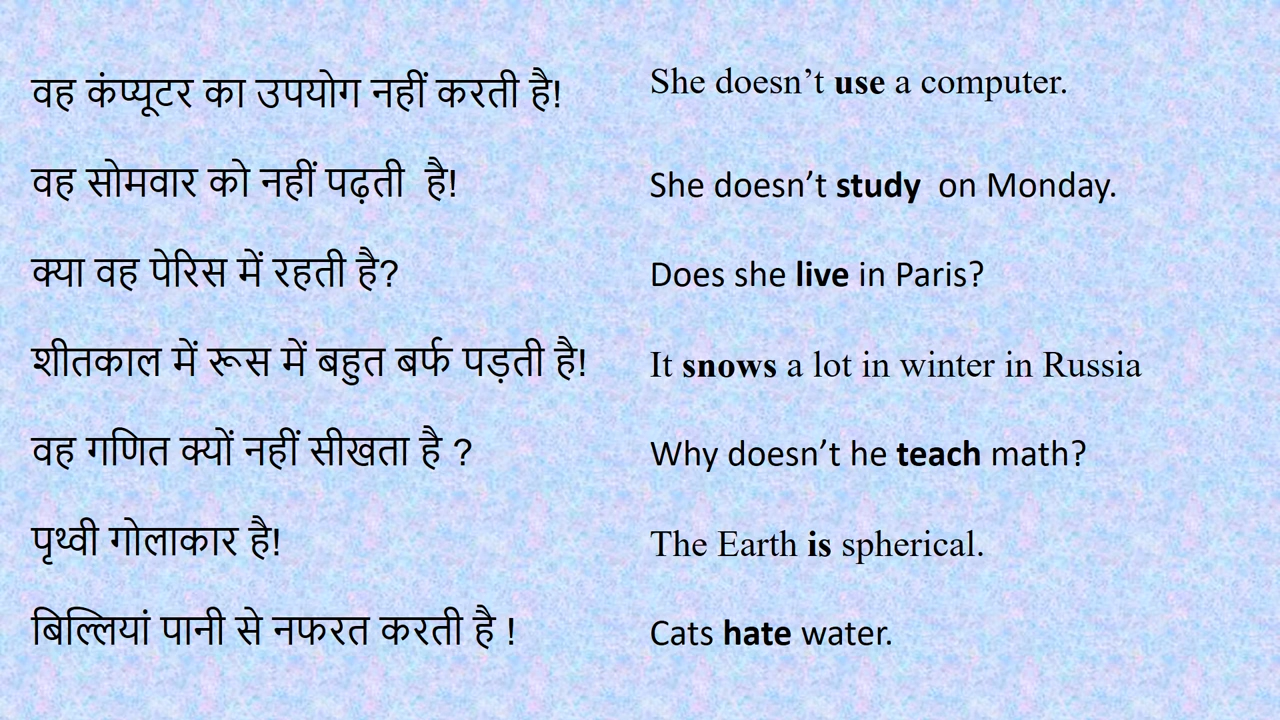 वह कंप्यूटर का उपयोग नहीं करती है! She doesn’t use a computer.
वह सोमवार को नहीं पढ़ती  है! She doesn’t study  on Monday.
क्या वह पेरिस में रहती है? Does she live in Paris?
शीतकाल में रूस में बहुत बर्फ पड़ती है! It snows a lot in winter in Russia
वह गणित क्यों नहीं सीखता है ? Why doesn’t he teach math?
पृथ्वी गोलाकार है! The Earth is spherical.
बिल्लियां पानी से नफरत करती है ! Cats hate water.